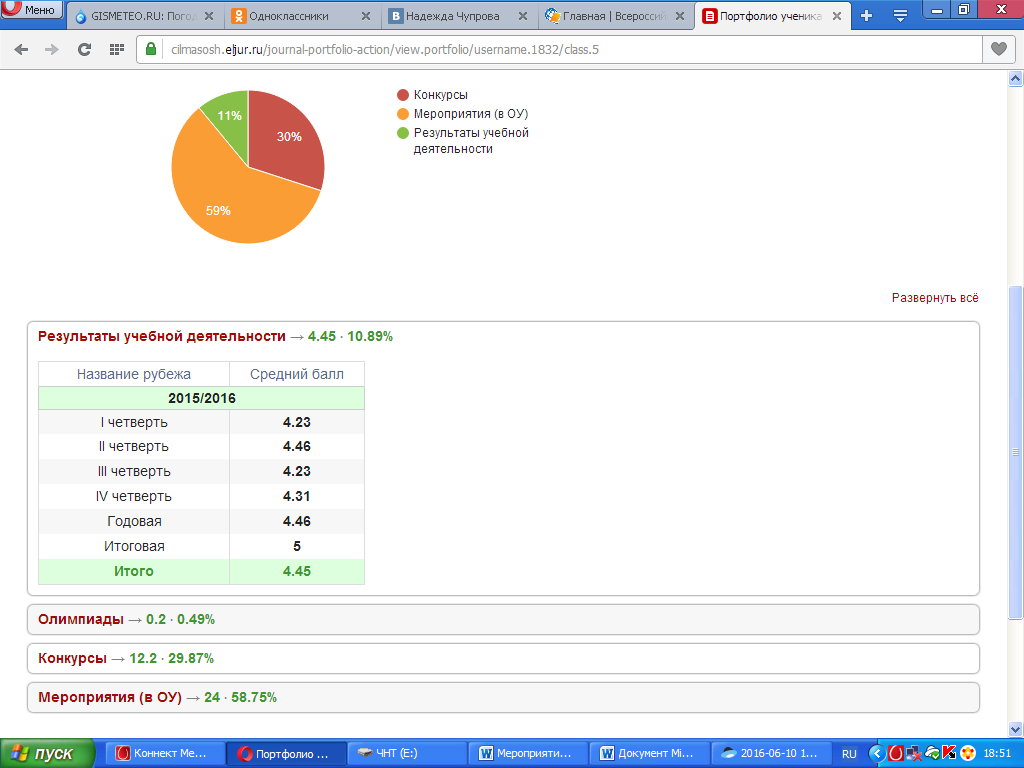 Меню
GISMETEO.RU: Пого
Одноклассники
Надежда Чупрова
Главная | Всероссий
Портфолио ученика
cilmasosh.eljur.ru/journal-portfolio-action/view.portfolio/username.1832/class.5
11%
30%
59%
Конкурсы
Мероприятия (в ОУ)
Результаты учебной
деятельности
Развернуть всё
Результаты учебной деятельности → 4.45 · 10.89%
Название рубежа Средний балл
2015/2016
I четверть 4.23
II четверть 4.46
III четверть 4.23
IV четверть 4.31
Годовая 4.46
Итоговая 5
Итого 4.45
Олимпиады → 0.2 · 0.49%
Конкурсы → 12.2 · 29.87%
Мероприятия (в ОУ) → 24 · 58.75%
пуск
Коннект Ме...
Портфолио ...
ЧНТ (E:)
Мероприяти...
Документ Mi...
2016-06-10 1...
RU
18:51